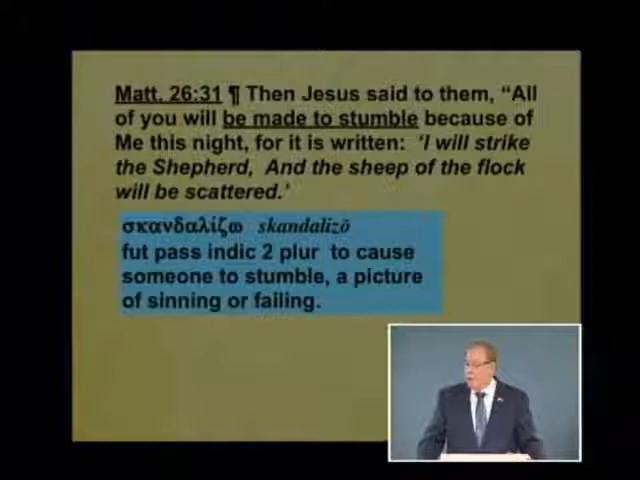 Matt. 26:31 ¶ Then Jesus said to them, “All
of you will be made to stumble because of
Me this night, for it is written:  ‘I will strike
the Shepherd,  And the sheep of the flock
will be scattered.’
σκανδαλίζω  skandalizō
fut pass indic 2 plur  to cause
someone to stumble, a picture
of sinning or failing.